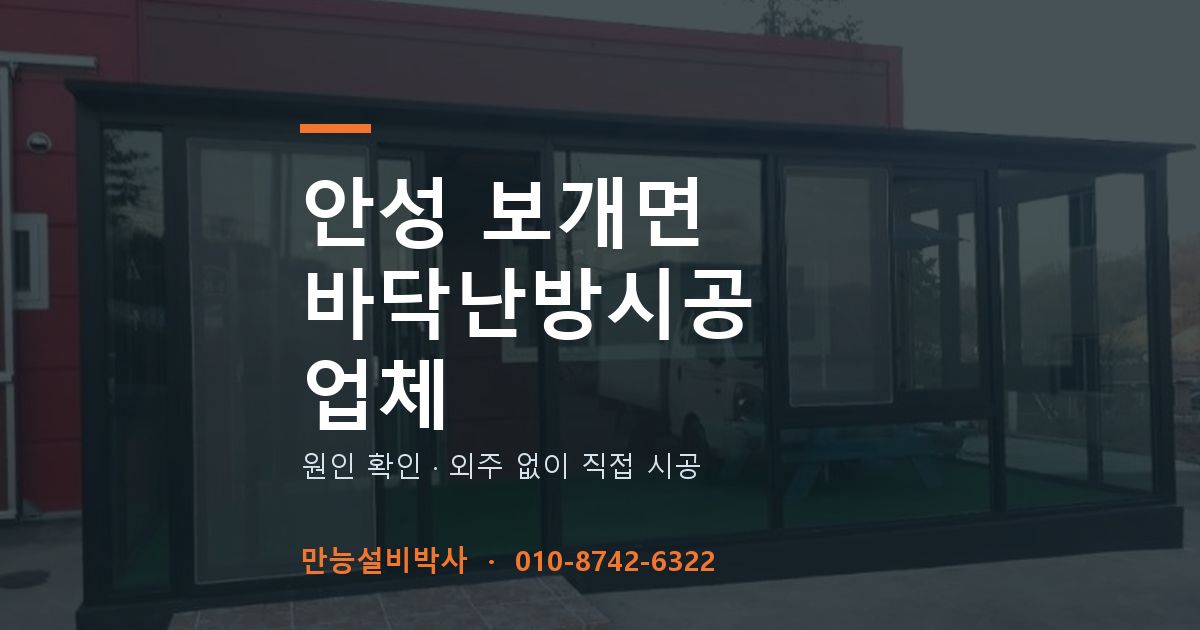 안성 보개면
바닥난방시공
업체
원인 확인 · 외주 없이 직접 시공
만능설비박사 · 010-8742-6322